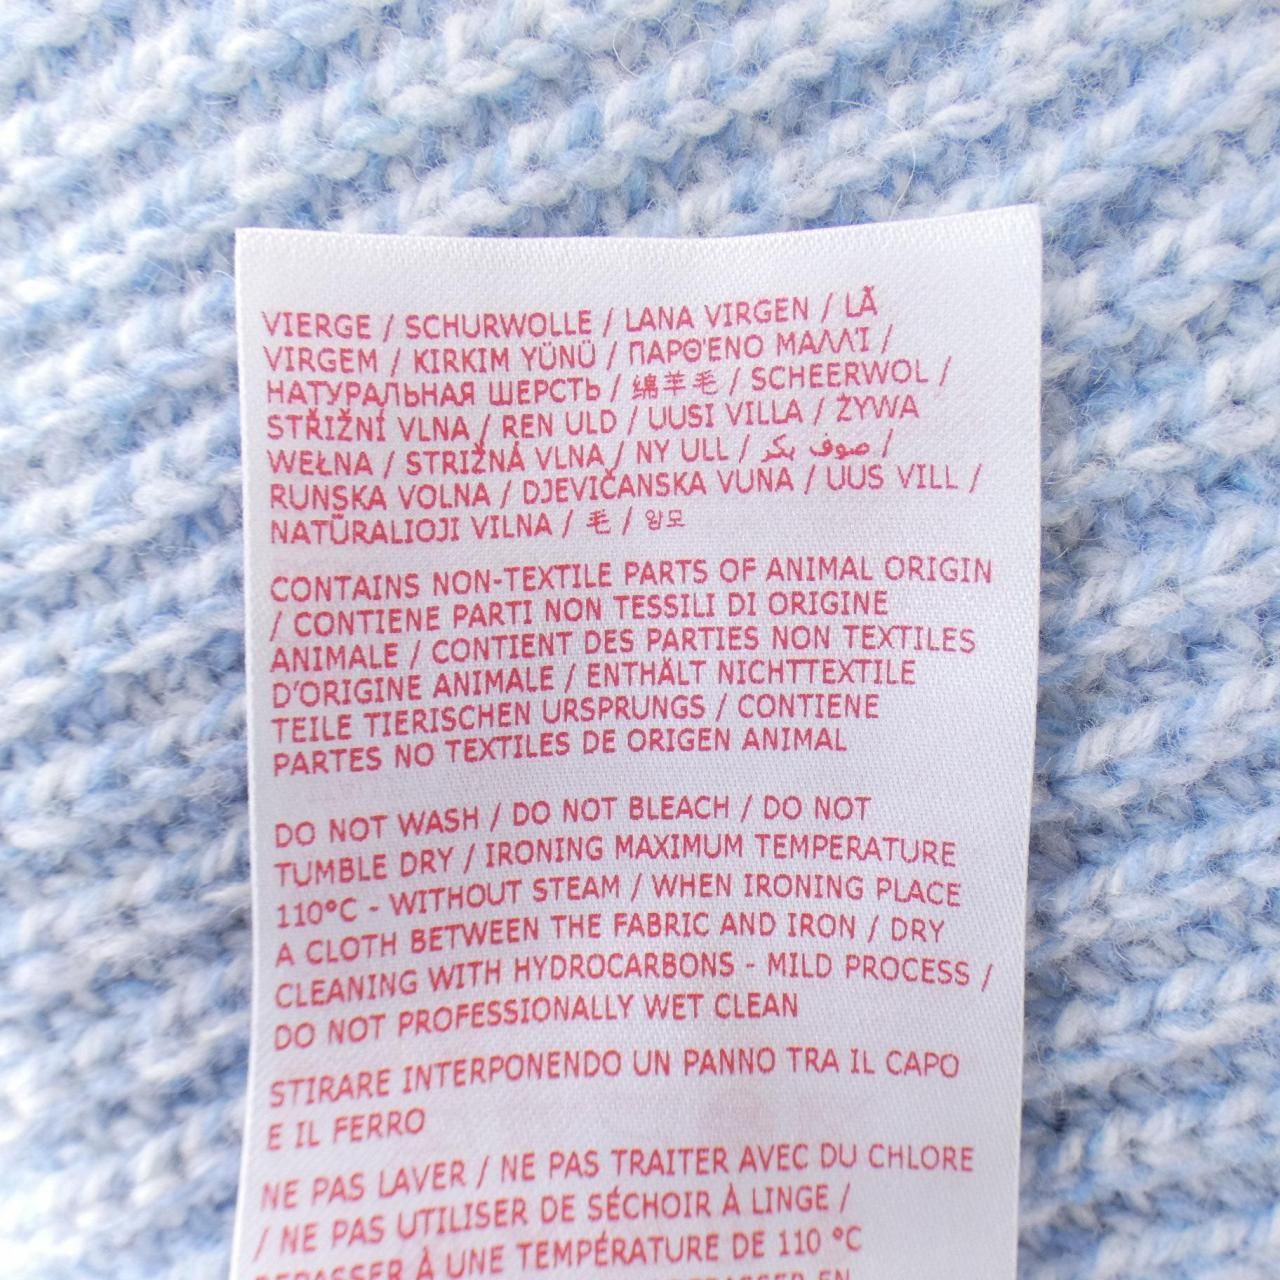 VIERGE / SCHURWOLLE / LANA VIRGEN / LÃ
VIRGEM / KIRKIM YÜNÜ / ΠΑΡΘΈΝΟ ΜΑΛΛΊ /
НАТУРАЛЬНАЯ ШЕРСТЬ / 绵羊毛 / SCHEERWOL /
STŘIŽNÍ VLNA / REN ULD / UUSI VILLA / ŻYWA
WEŁNA / STRIŽNÁ VLNA / NY ULL / صوف بكر /
RUNSKA VOLNA / DJEVIČANSKA VUNA / UUS VILL /
NATŪRALIOJI VILNA / 毛 / 양모
CONTAINS NON-TEXTILE PARTS OF ANIMAL ORIGIN
/ CONTIENE PARTI NON TESSILI DI ORIGINE
ANIMALE / CONTIENT DES PARTIES NON TEXTILES
D'ORIGINE ANIMALE / ENTHÄLT NICHTTEXTILE
TEILE TIERISCHEN URSPRUNGS / CONTIENE
PARTES NO TEXTILES DE ORIGEN ANIMAL
DO NOT WASH / DO NOT BLEACH / DO NOT
TUMBLE DRY / IRONING MAXIMUM TEMPERATURE
110°C - WITHOUT STEAM / WHEN IRONING PLACE
A CLOTH BETWEEN THE FABRIC AND IRON / DRY
CLEANING WITH HYDROCARBONS - MILD PROCESS /
DO NOT PROFESSIONALLY WET CLEAN
STIRARE INTERPONENDO UN PANNO TRA IL CAPO
E IL FERRO
NE PAS LAVER / NE PAS TRAITER AVEC DU CHLORE
/ NE PAS UTILISER DE SÉCHOIR À LINGE /
REPASSER À UNE TEMPÉRATURE DE 110 °C